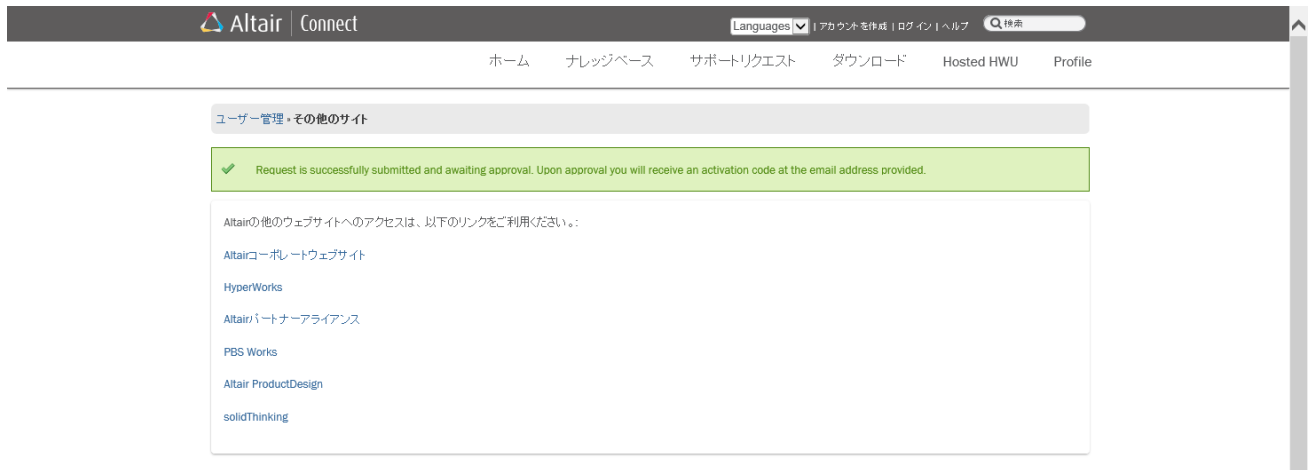 Altair | Connect
Languages | アカウントを作成 | ログイン | ヘルプ 検索
ホーム ナレッジベース サポートリクエスト ダウンロード Hosted HWU Profile
ユーザー管理 » その他のサイト
Request is successfully submitted and awaiting approval. Upon approval you will receive an activation code at the email address provided.
Altairの他のウェブサイトへのアクセスは、以下のリンクをご利用ください。:
Altairコーポレートウェブサイト
HyperWorks
Altairパートナーアライアンス
PBS Works
Altair ProductDesign
solidThinking